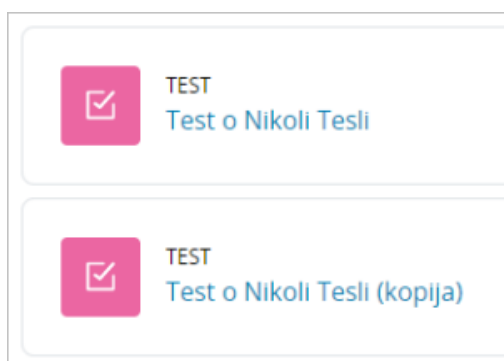 TEST
Test o Nikoli Tesli
TEST
Test o Nikoli Tesli (kopija)